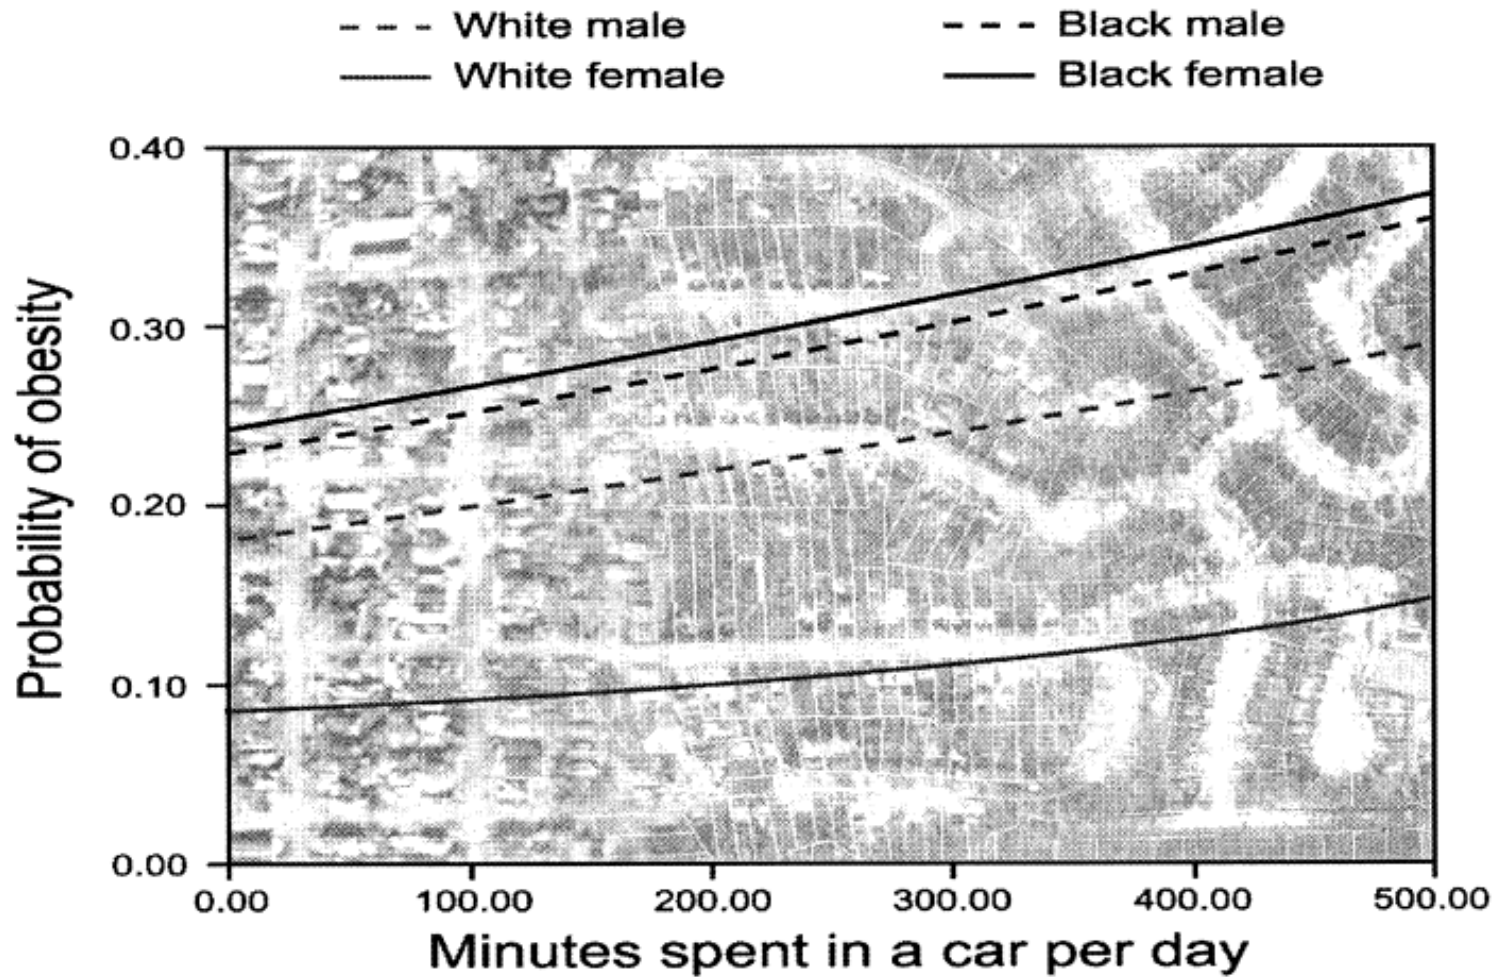 White male
Black male
White female
Black female
0.40
0.30
0.20
0.10
0.00
Probability of obesity
0.00 100.00 200.00 300.00 400.00 500.00
Minutes spent in a car per day